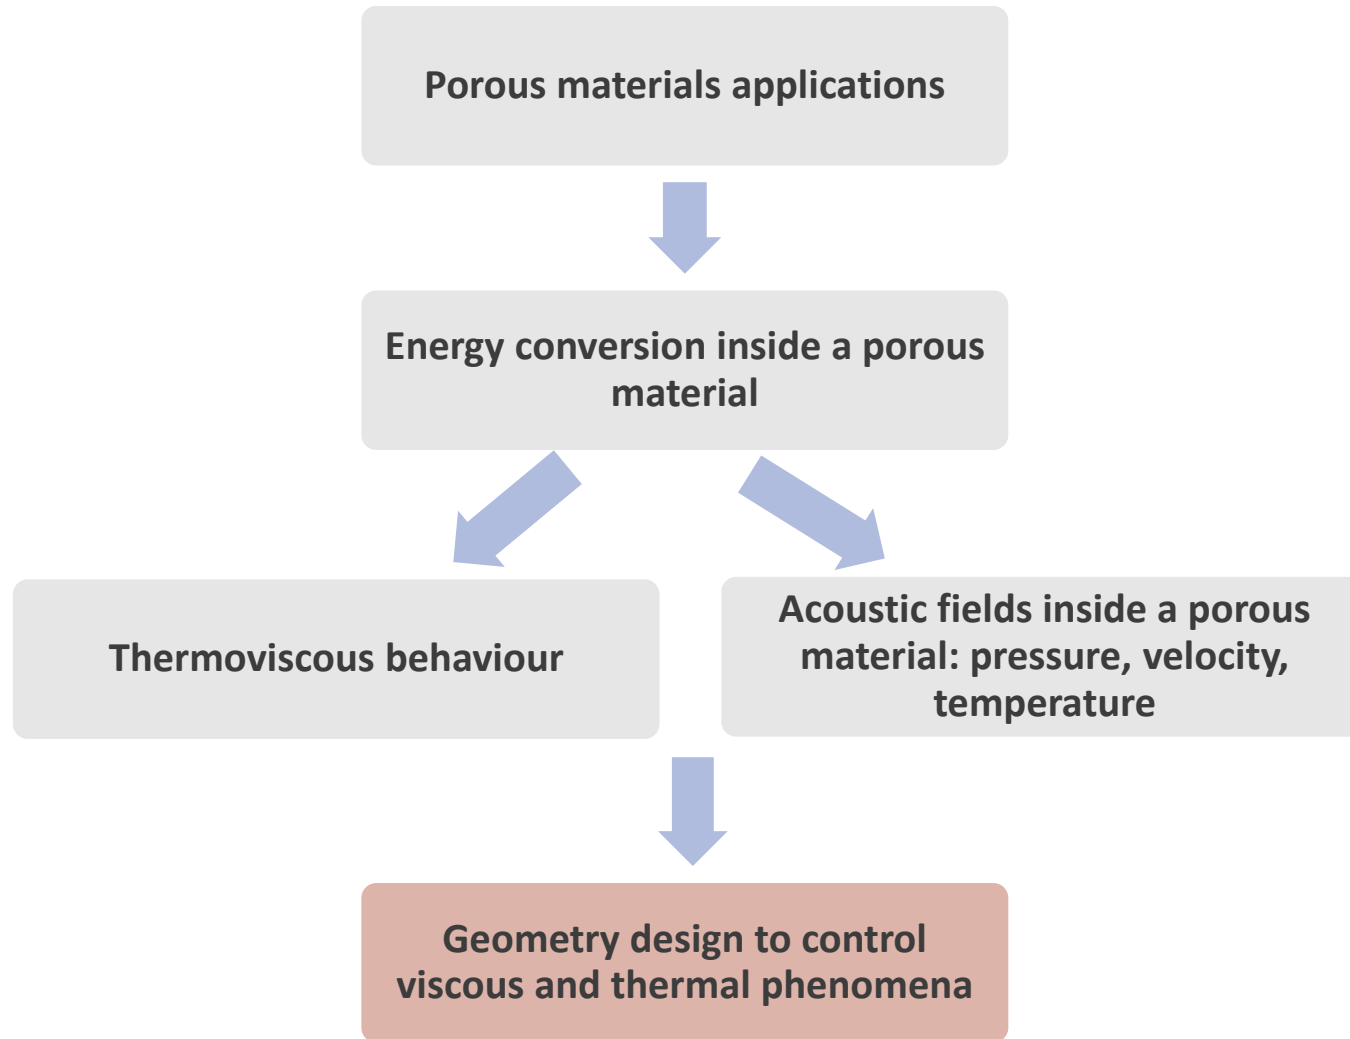 Porous materials applications
Energy conversion inside a porous
material
Thermoviscous behaviour
Acoustic fields inside a porous
material: pressure, velocity,
temperature
Geometry design to control
viscous and thermal phenomena